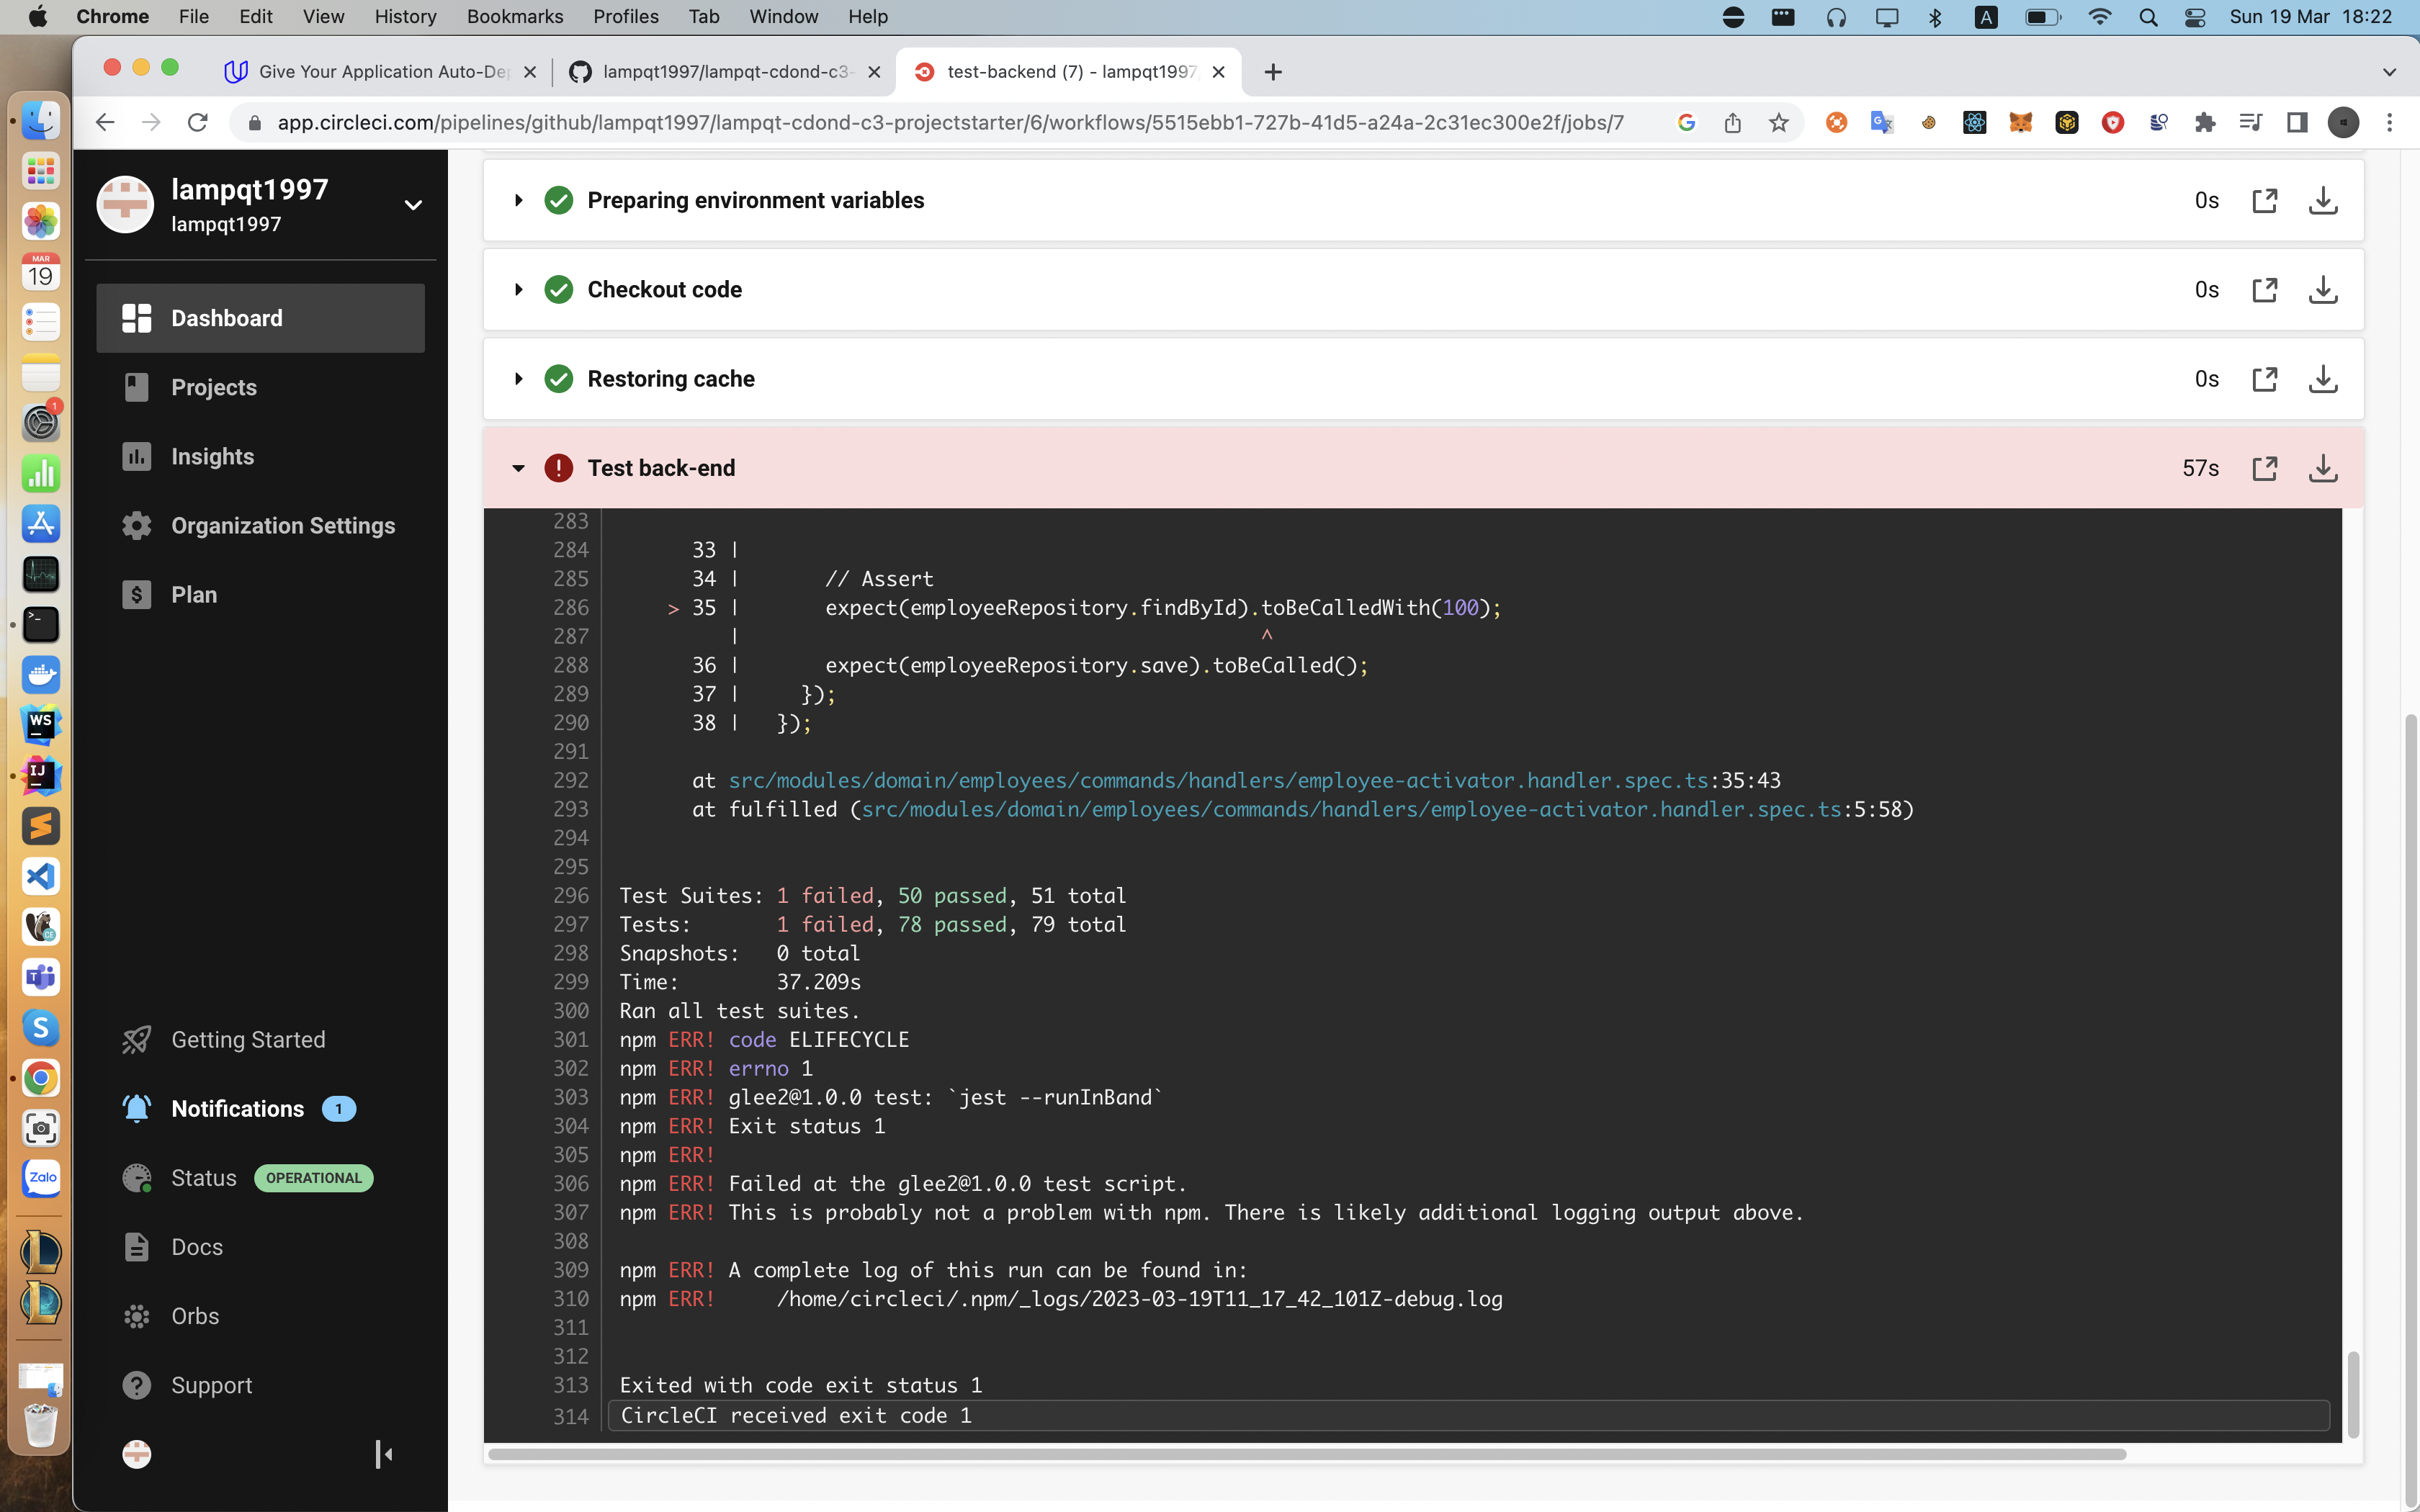 Chrome File Edit View History Bookmarks Profiles Tab Window Help
A
Sun 19 Mar 18:22
Give Your Application Auto-De
lampqt1997/lampqt-cdond-c3-
test-backend (7) - lampqt1997
app.circleci.com/pipelines/github/lampqt1997/lampqt-cdond-c3-projectstarter/6/workflows/5515ebb1-727b-41d5-a24a-2c31ec300e2f/jobs/7
lampqt1997
lampqt1997
Dashboard
Projects
Insights
Organization Settings
Plan
Getting Started
Notifications 1
Status OPERATIONAL
Docs
Orbs
Support
MAR
19
1
WS
IJ
CE
T
S
Zalo
Preparing environment variables 0s
Checkout code 0s
Restoring cache 0s
Test back-end 57s
283
284 33 |
285 34 | // Assert
286 > 35 | expect(employeeRepository.findById).toBeCalledWith(100);
287 | ^
288 36 | expect(employeeRepository.save).toBeCalled();
289 37 | });
290 38 | });
291
292 at src/modules/domain/employees/commands/handlers/employee-activator.handler.spec.ts:35:43
293 at fulfilled (src/modules/domain/employees/commands/handlers/employee-activator.handler.spec.ts:5:58)
294
295
296 Test Suites: 1 failed, 50 passed, 51 total
297 Tests: 1 failed, 78 passed, 79 total
298 Snapshots: 0 total
299 Time: 37.209s
300 Ran all test suites.
301 npm ERR! code ELIFECYCLE
302 npm ERR! errno 1
303 npm ERR! glee2@1.0.0 test: `jest --runInBand`
304 npm ERR! Exit status 1
305 npm ERR!
306 npm ERR! Failed at the glee2@1.0.0 test script.
307 npm ERR! This is probably not a problem with npm. There is likely additional logging output above.
308
309 npm ERR! A complete log of this run can be found in:
310 npm ERR! /home/circleci/.npm/_logs/2023-03-19T11_17_42_101Z-debug.log
311
312
313 Exited with code exit status 1
314 CircleCI received exit code 1